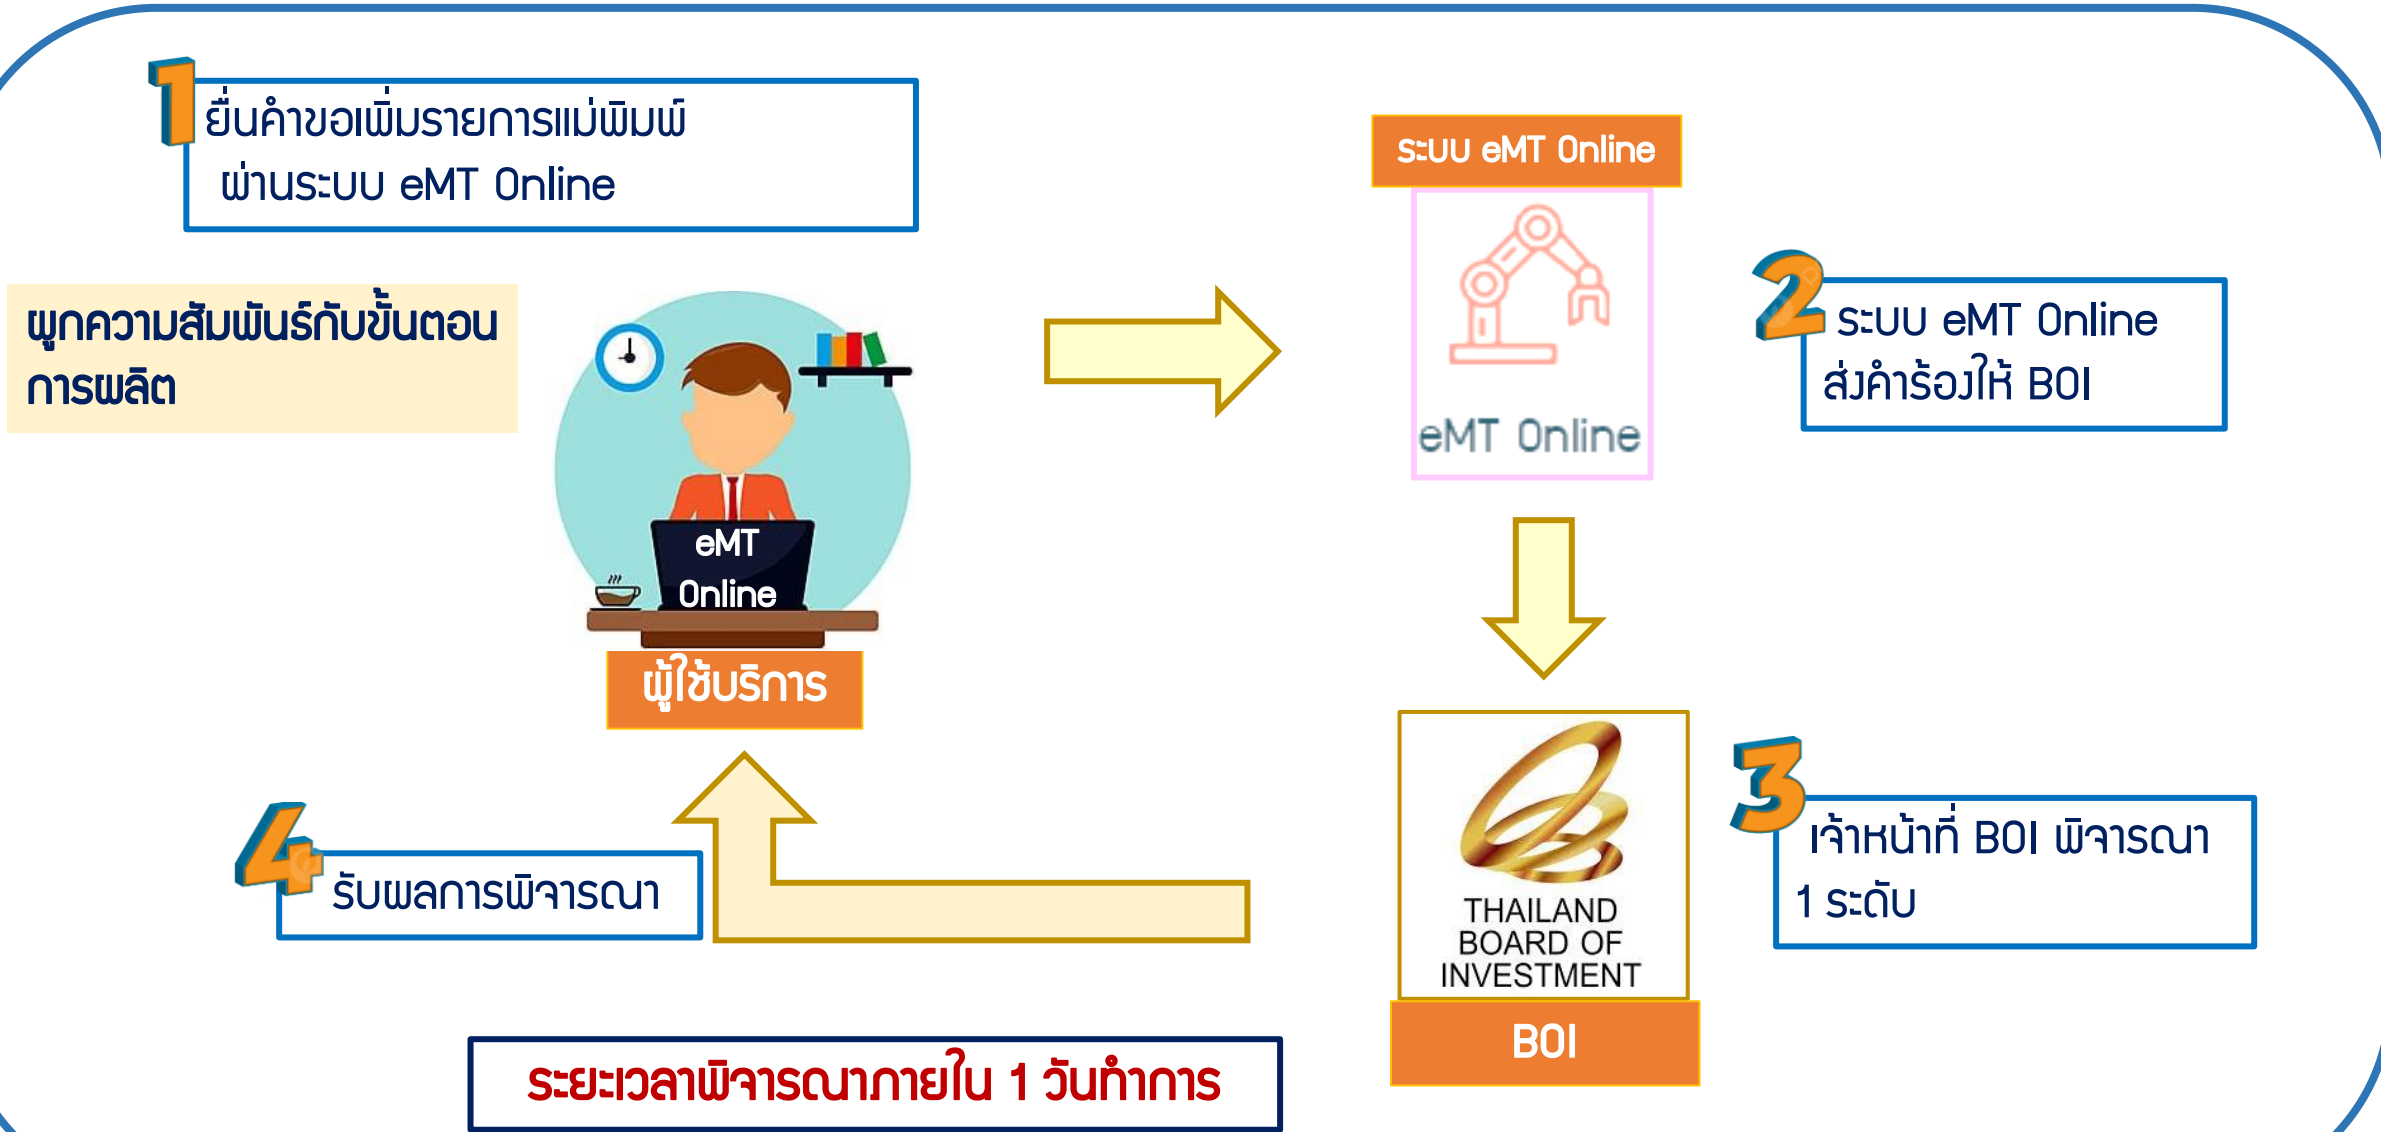 1
ยื่นคำขอเพิ่มรายการแม่พิมพ์
ผ่านระบบ eMT Online
ผูกความสัมพันธ์กับขั้นตอน
การผลิต
eMT
Online
ผู้ใช้บริการ
ระบบ eMT Online
eMT Online
2
ระบบ eMT Online
ส่งคำร้องให้ BOI
THAILAND
BOARD OF
INVESTMENT
BOI
3
เจ้าหน้าที่ BOI พิจารณา
1 ระดับ
4
รับผลการพิจารณา
ระยะเวลาพิจารณาภายใน 1 วันทำการ